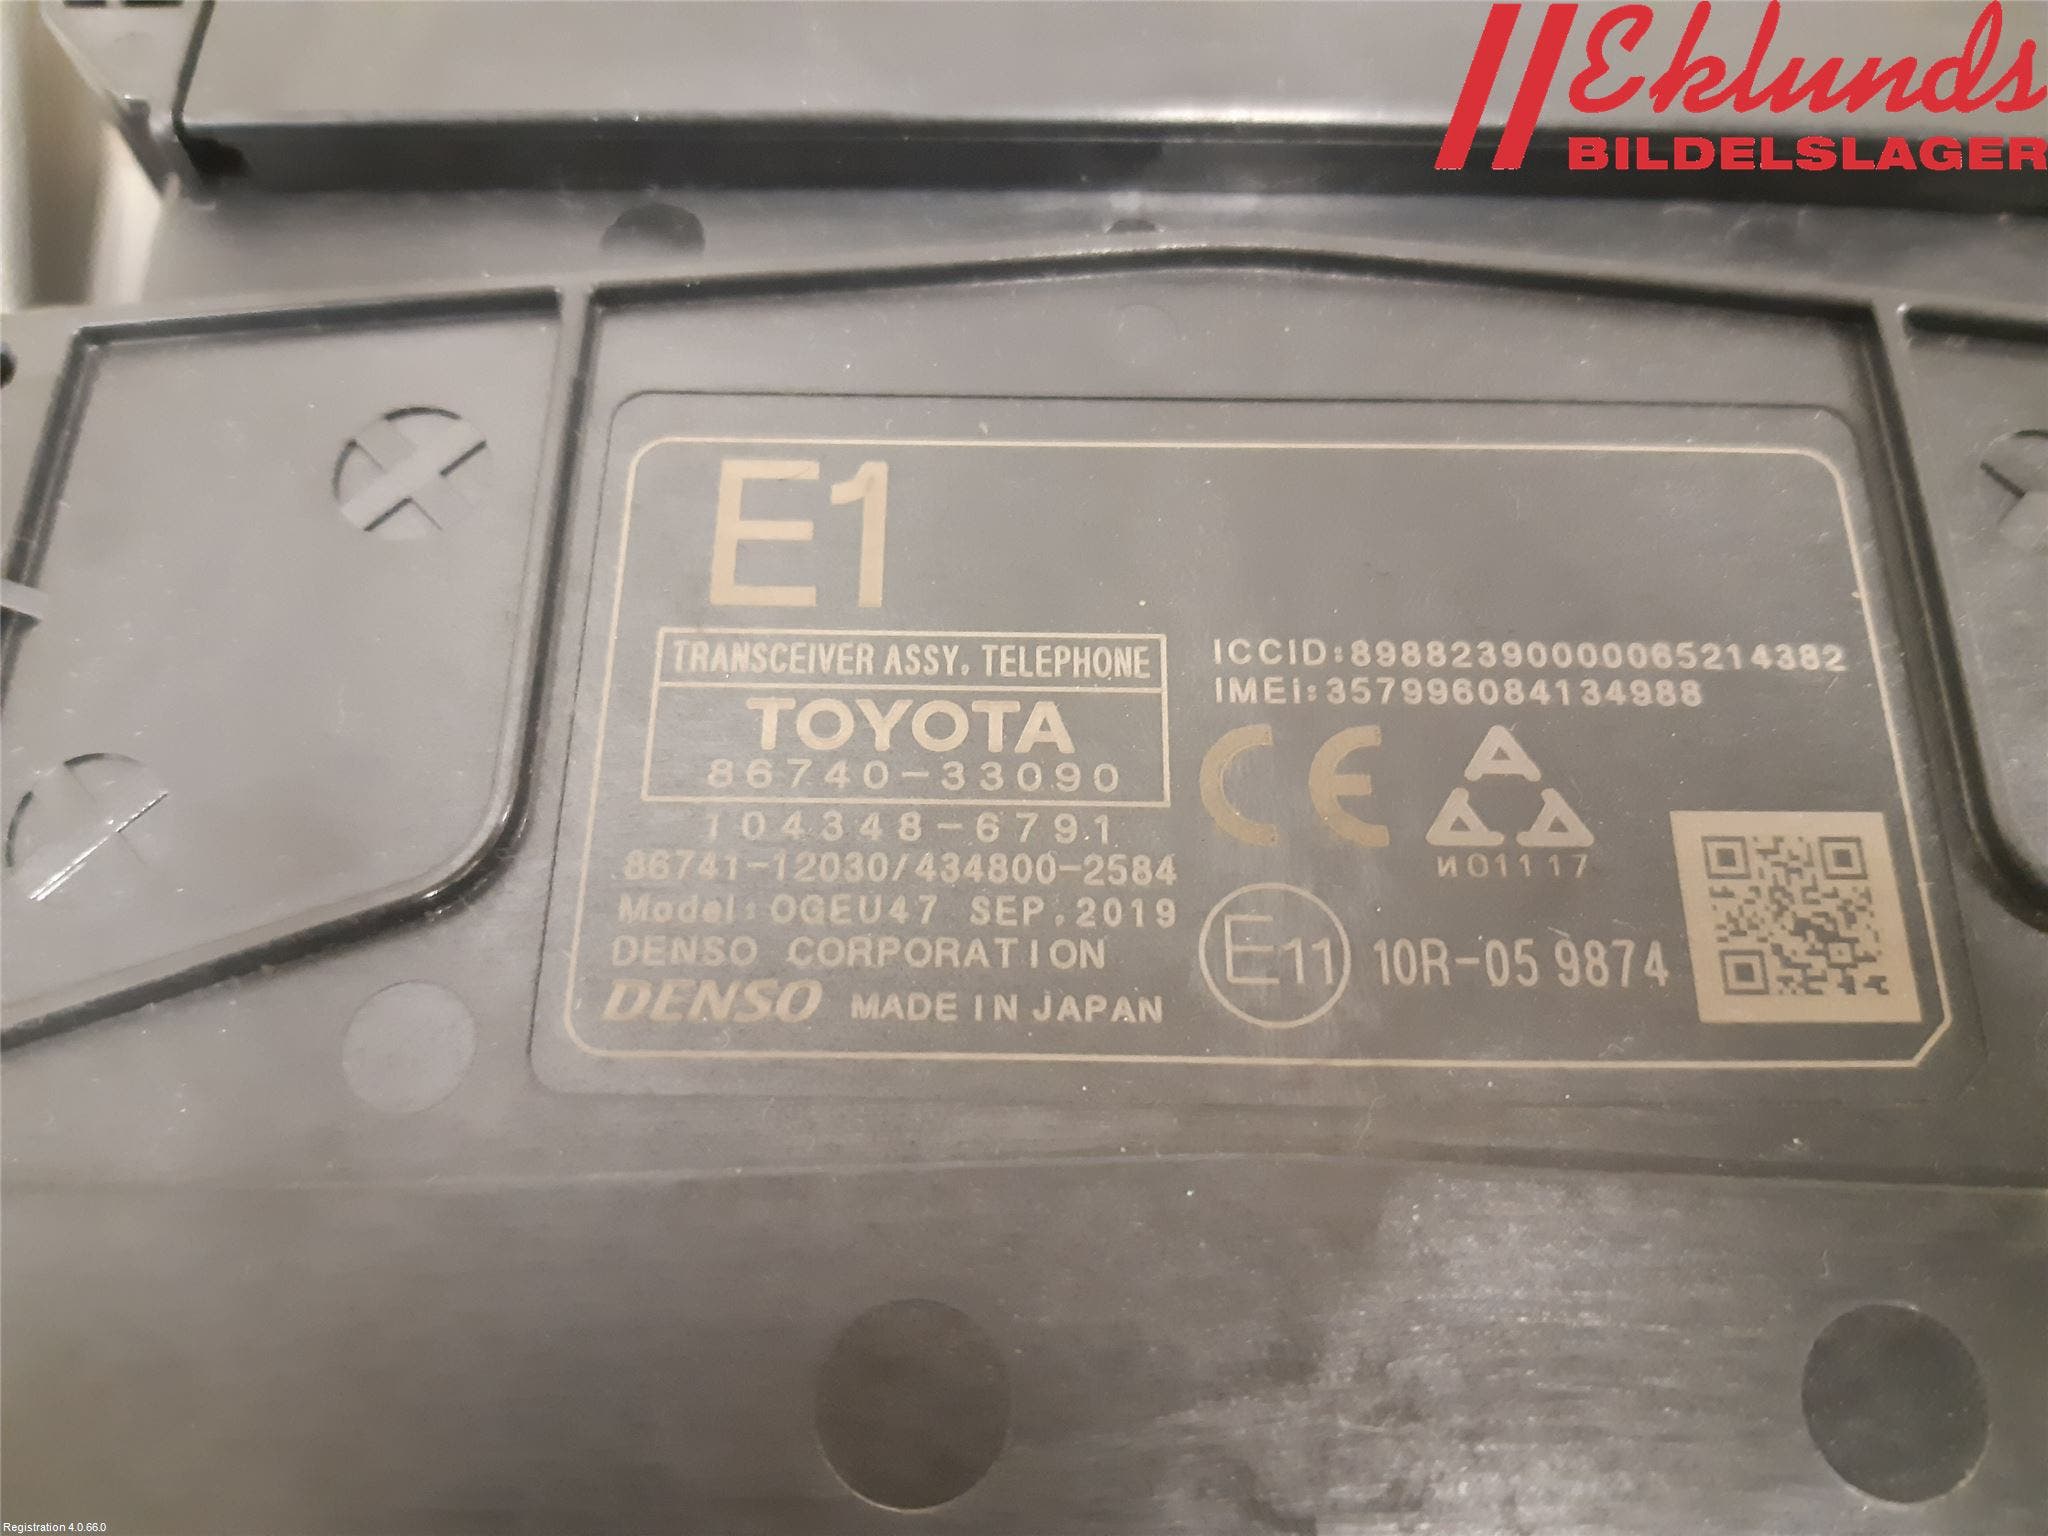 Eklunds
BILDELSLAGER
E1
TRANSCEIVER ASSY, TELEPHONE
TOYOTA
86740-33090
104348-6791
86741-12030/434800-2584
Model: OGEU47 SEP.2019
DENSO CORPORATION
DENSO MADE IN JAPAN
ICCID:8988239000006521​4382
IMEi:357996084134988
CE
И01117
E11 10R-05 9874
Registration 4.0.66.0